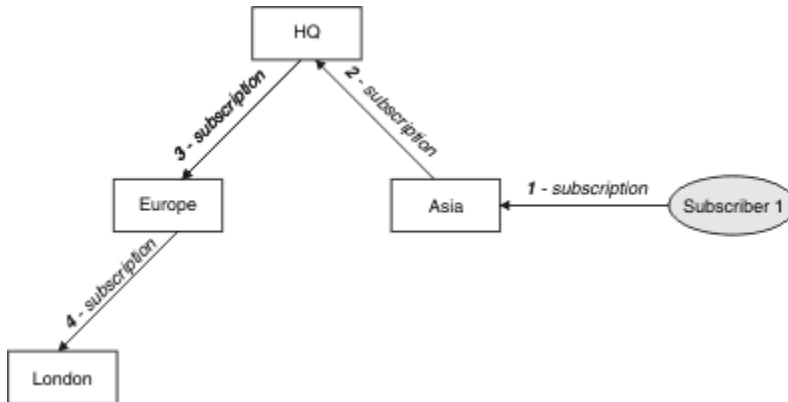 HQ
3 - subscription
2 - subscription
Europe
Asia
1 - subscription
Subscriber 1
4 - subscription
London